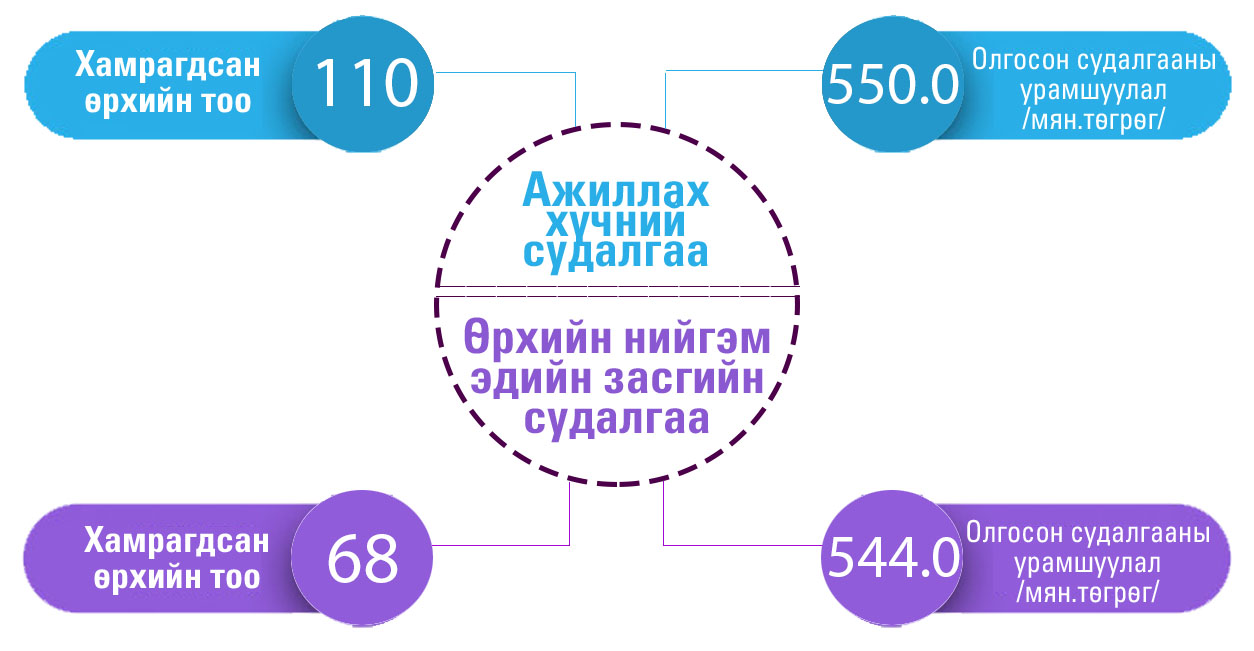 Хамрагдсан
өрхийн тоо
110
550.0
Олгосон судалгааны
урамшуулал
/мян.төгрөг/
Ажиллах
хүчний
судалгаа
Өрхийн нийгэм
эдийн засгийн
судалгаа
Хамрагдсан
өрхийн тоо
68
544.0
Олгосон судалгааны
урамшуулал
/мян.төгрөг/